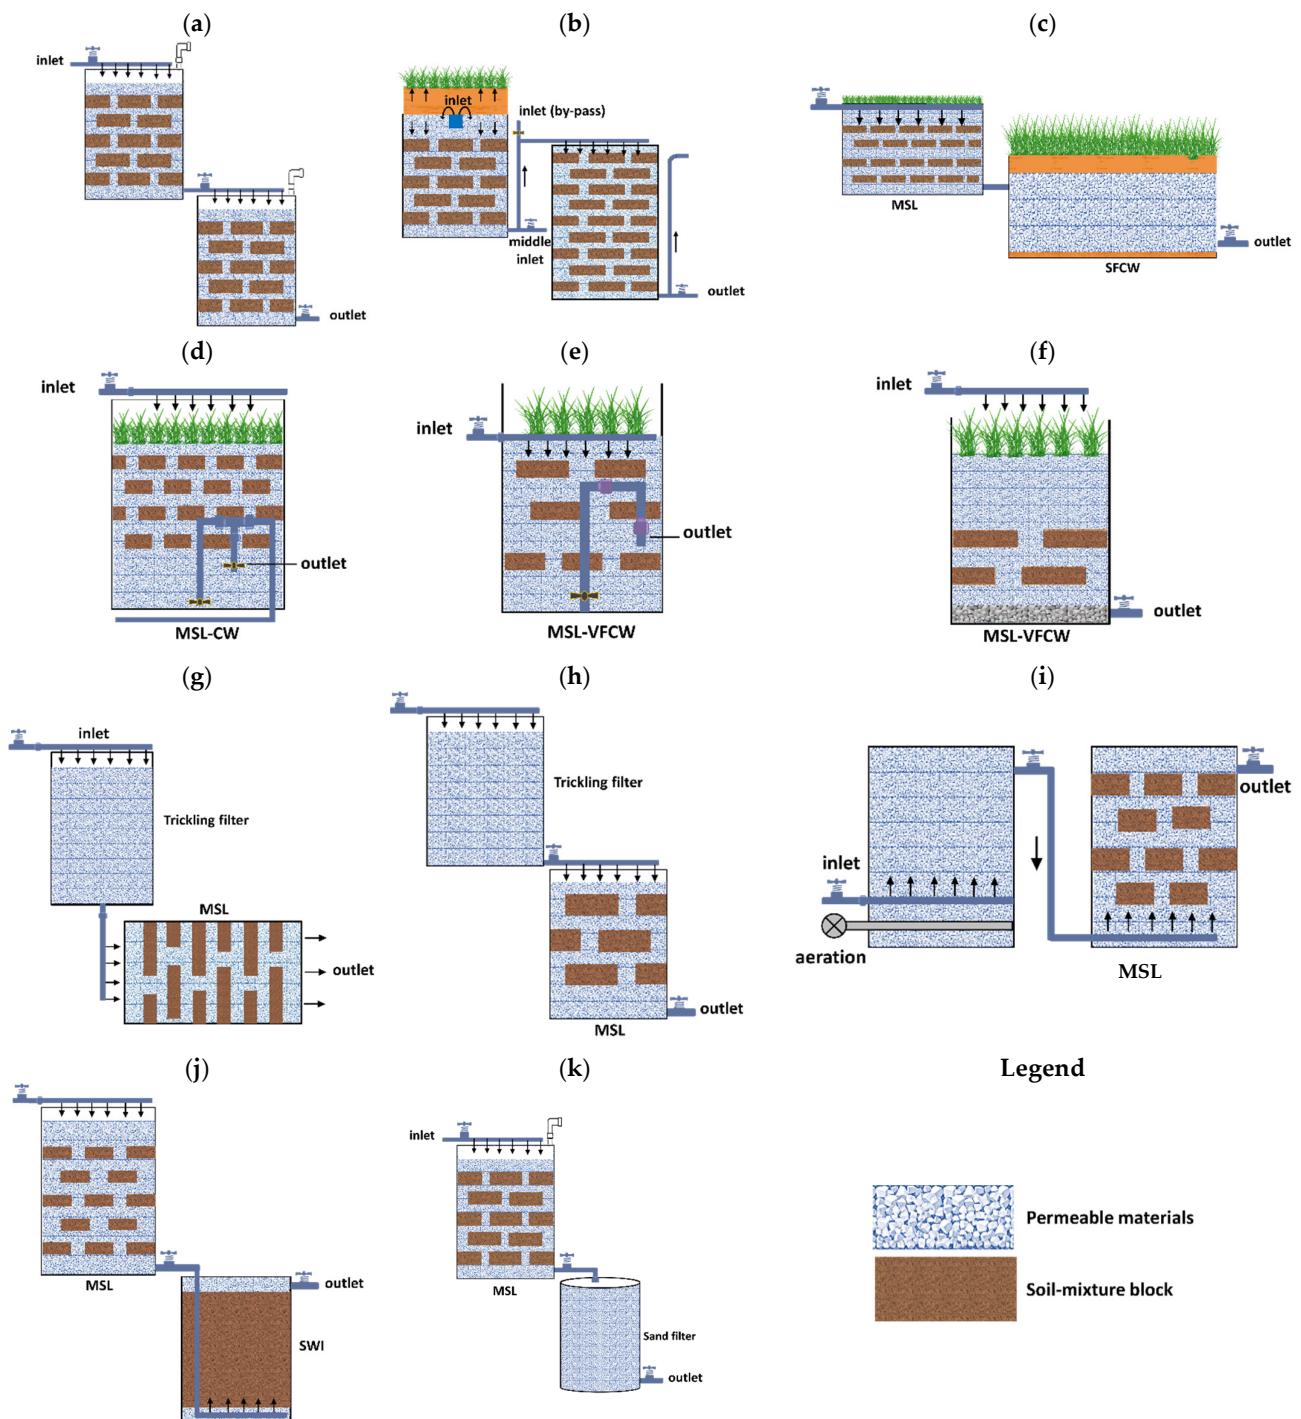 (a)
inlet
outlet
(b)
inlet
inlet (by-pass)
middle
inlet
outlet
(c)
MSL
outlet
SFCW
(d)
inlet
outlet
MSL-CW
(e)
inlet
outlet
MSL-VFCW
(f)
inlet
outlet
MSL-VFCW
(g)
inlet
Trickling filter
MSL
outlet
(h)
Trickling filter
outlet
MSL
(i)
inlet
aeration
outlet
MSL
(j)
MSL
outlet
SWI
(k)
inlet
MSL
Sand filter
outlet
Legend
Permeable materials
Soil-mixture block